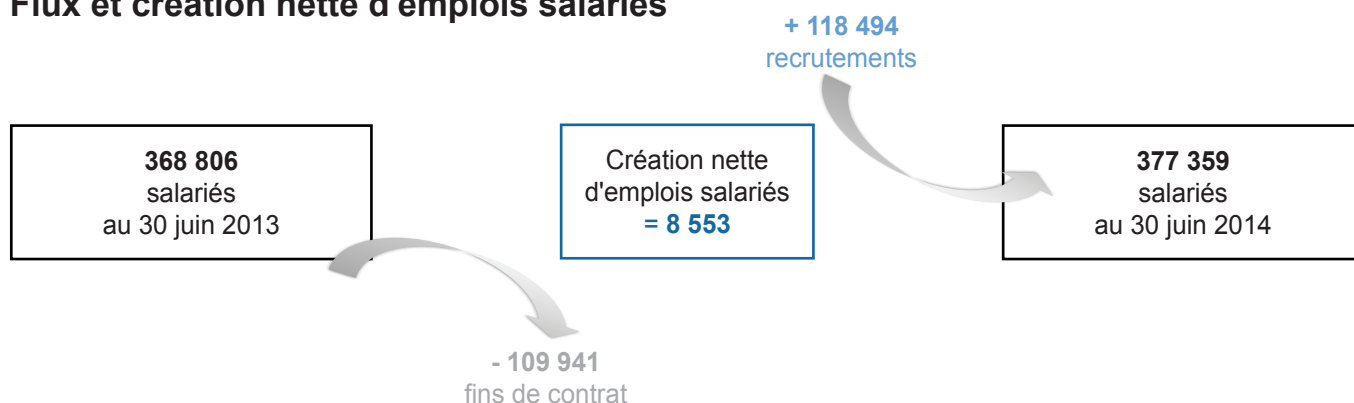 Flux et création nette d'emplois salariés
+ 118 494
recrutements
368 806
salariés
au 30 juin 2013
Création nette
d'emplois salariés
= 8 553
377 359
salariés
au 30 juin 2014
- 109 941
fins de contrat